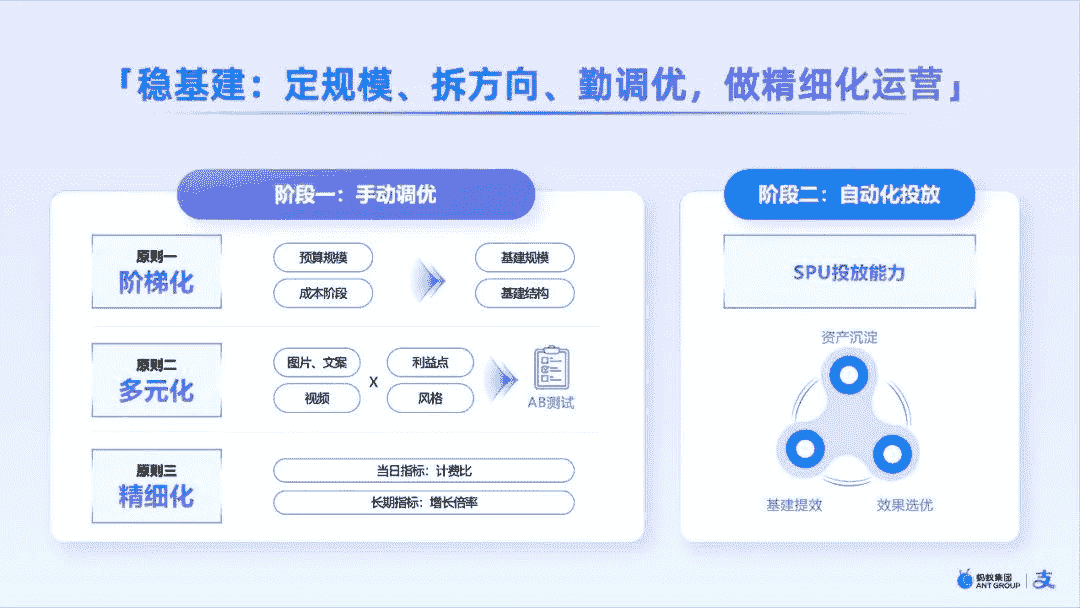 「稳基建：定规模、拆方向、勤调优，做精细化运营」
阶段一：手动调优
原则一
阶梯化
预算规模
成本阶段
基建规模
基建结构
原则二
多元化
图片、文案
视频
X
利益点
风格
AB测试
原则三
精细化
当日指标：计费比
长期指标：增长倍率
阶段二：自动化投放
SPU投放能力
资产沉淀
基建提效
效果选优
蚂蚁集团
ANT GROUP
支